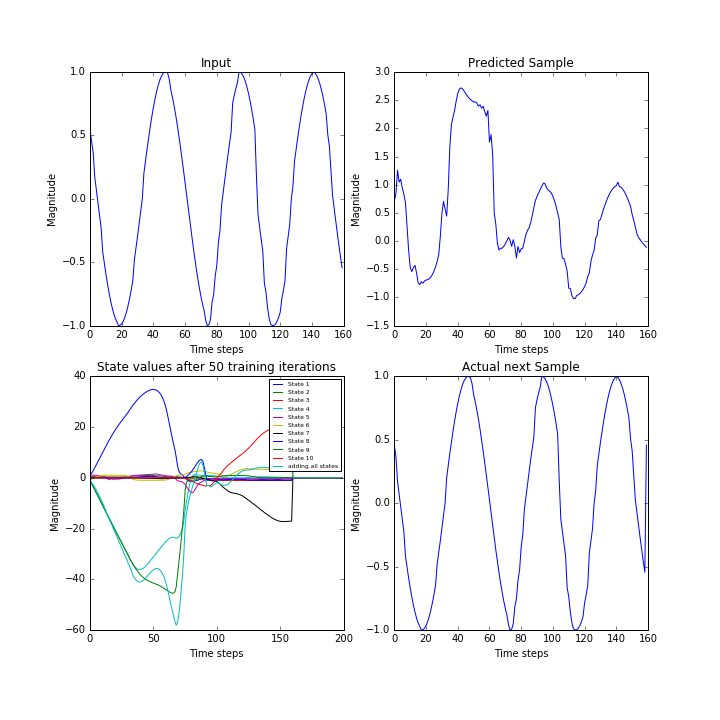 Input
1.0
0.5
0.0
−0.5
−1.0
Magnitude
0 20 40 60 80 100 120 140 160
Time steps
Predicted Sample
3.0
2.5
2.0
1.5
1.0
0.5
0.0
−0.5
−1.0
−1.5
Magnitude
0 20 40 60 80 100 120 140 160
Time steps
State values after 50 training iterations
40
20
0
−20
−40
−60
Magnitude
0 50 100 150 200
Time steps
State 1
State 2
State 3
State 4
State 5
State 6
State 7
State 8
State 9
State 10
adding all states
Actual next Sample
1.0
0.5
0.0
−0.5
−1.0
Magnitude
0 20 40 60 80 100 120 140 160
Time steps